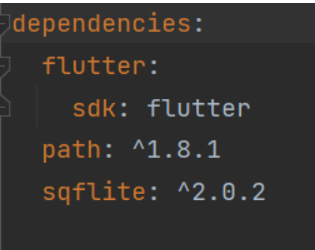 dependencies:
  flutter:
    sdk: flutter
  path: ^1.8.1
  sqflite: ^2.0.2